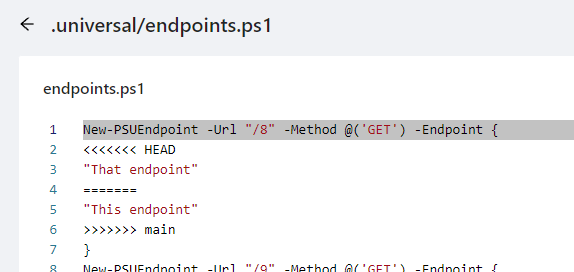 ← .universal/endpoints.ps1
endpoints.ps1
1 New-PSUEndpoint -Url "/8" -Method @('GET') -Endpoint {
2 <<<<<<< HEAD
3 "That endpoint"
4 =======
5 "This endpoint"
6 >>>>>>> main
7 }
8 New-PSUEndpoint -Url "/9" -Method @('GET') -Endpoint {